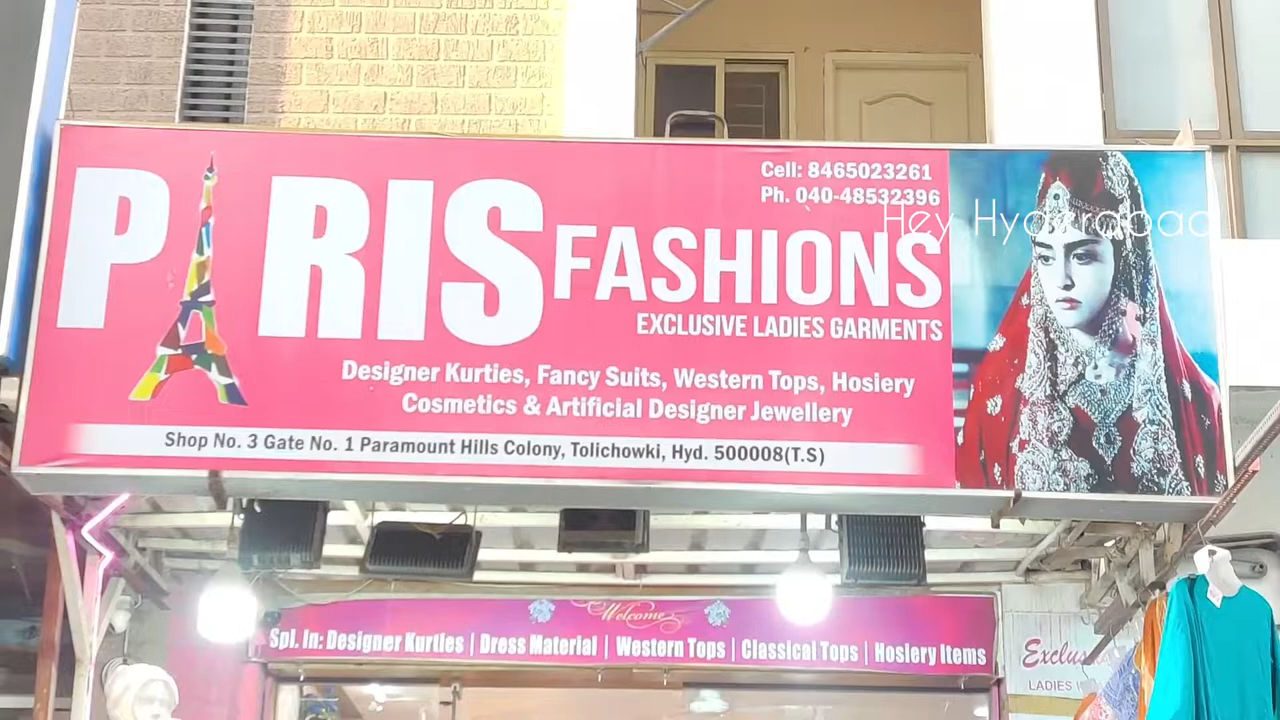 Cell: 8465023261
Ph. 040-48532396
Hey Hyderabad
PARIS FASHIONS
EXCLUSIVE LADIES GARMENTS
Designer Kurties, Fancy Suits, Western Tops, Hosiery
Cosmetics & Artificial Designer Jewellery
Shop No. 3 Gate No. 1 Paramount Hills Colony, Tolichowki, Hyd. 500008(T.S)
Welcome
Spl. In: Designer Kurties | Dress Material | Western Tops | Classical Tops | Hosiery Items
LADIES